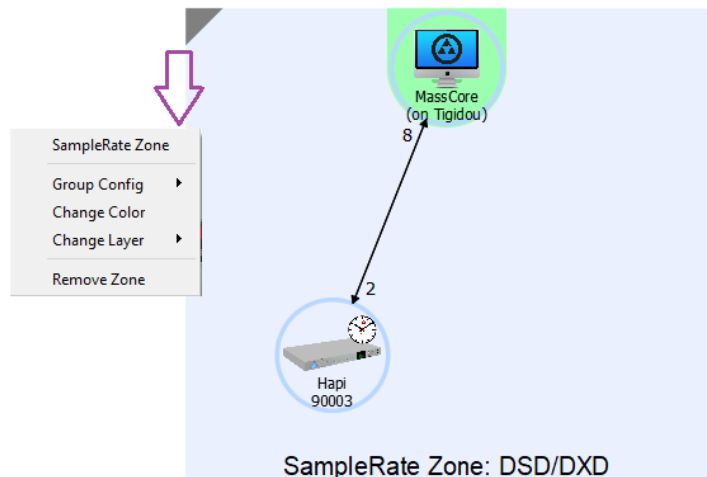 MassCore
(on Tigidou)
8
SampleRate Zone
Group Config
Change Color
Change Layer
Remove Zone
2
Hapi
90003
SampleRate Zone: DSD/DXD